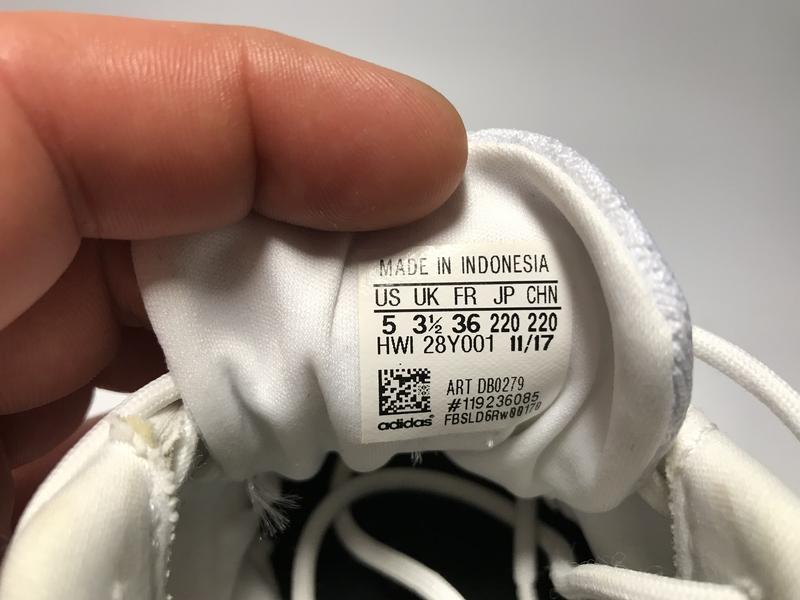 MADE IN INDONESIA
US UK FR JP CHN
5 3½ 36 220 220
HWI 28Y001 11/17
ART DB0279
#119236085
adidas® FBSLD6Rw00170